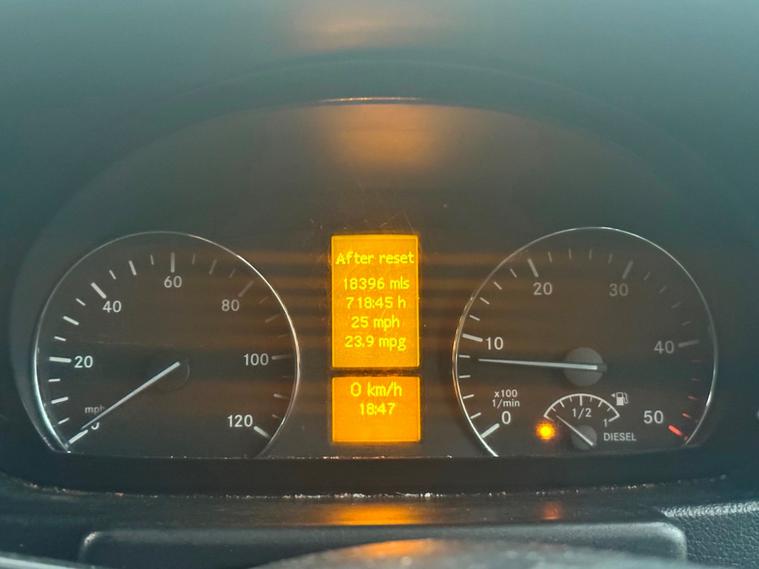 After reset
18396 mls
718:45 h
25 mph
23.9 mpg
0 km/h
18:47
mph
0
20
40
60
80
100
120
x100
1/min
0
10
20
30
40
50
1/2
1
DIESEL